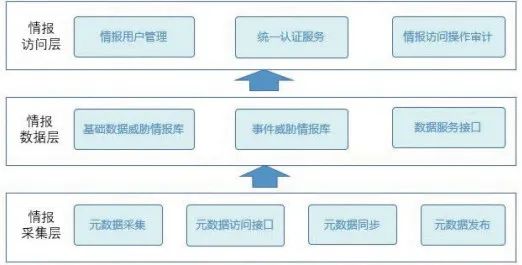 情报
访问层
情报用户管理
统一认证服务
情报访问操作审计
情报
数据层
基础数据威胁情报库
事件威胁情报库
数据服务接口
情报
采集层
元数据采集
元数据访问接口
元数据同步
元数据发布